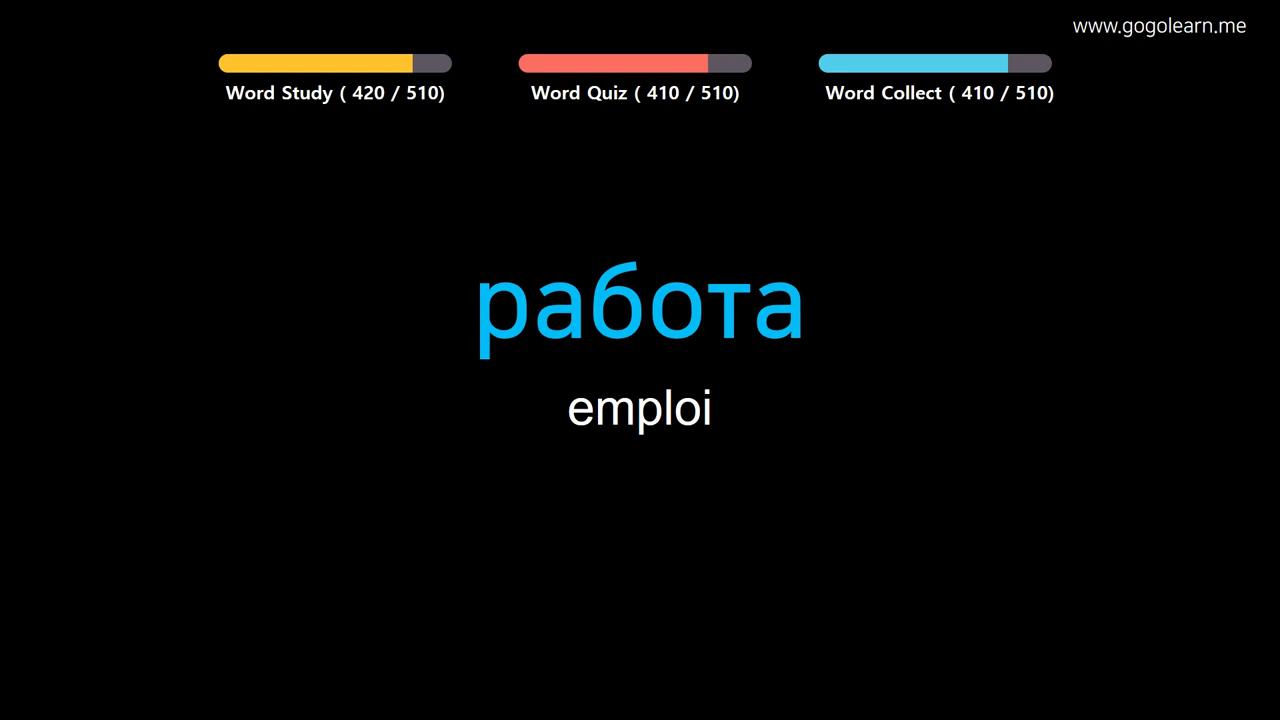 www.gogolearn.me
Word Study ( 420 / 510)
Word Quiz ( 410 / 510)
Word Collect ( 410 / 510)
работа
emploi